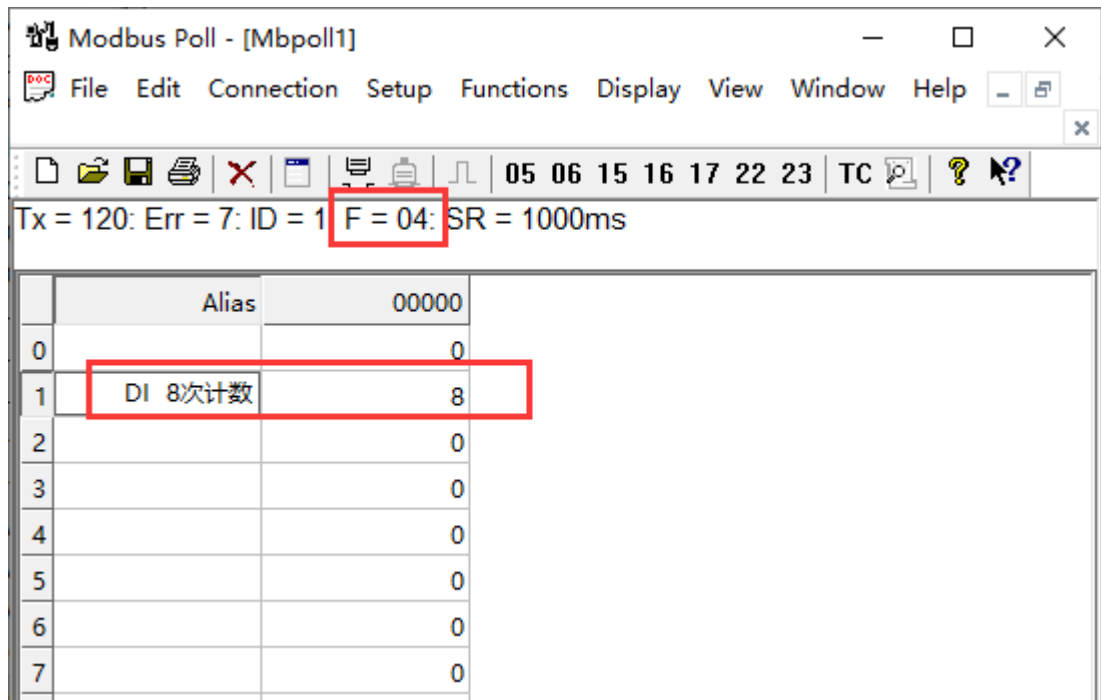 Modbus Poll - [Mbpoll1]
File Edit Connection Setup Functions Display View Window Help
05 06 15 16 17 22 23 TC
Tx = 120: Err = 7: ID = 1 F = 04: SR = 1000ms
Alias 00000
0 0
1 DI 8次计数 8
2 0
3 0
4 0
5 0
6 0
7 0